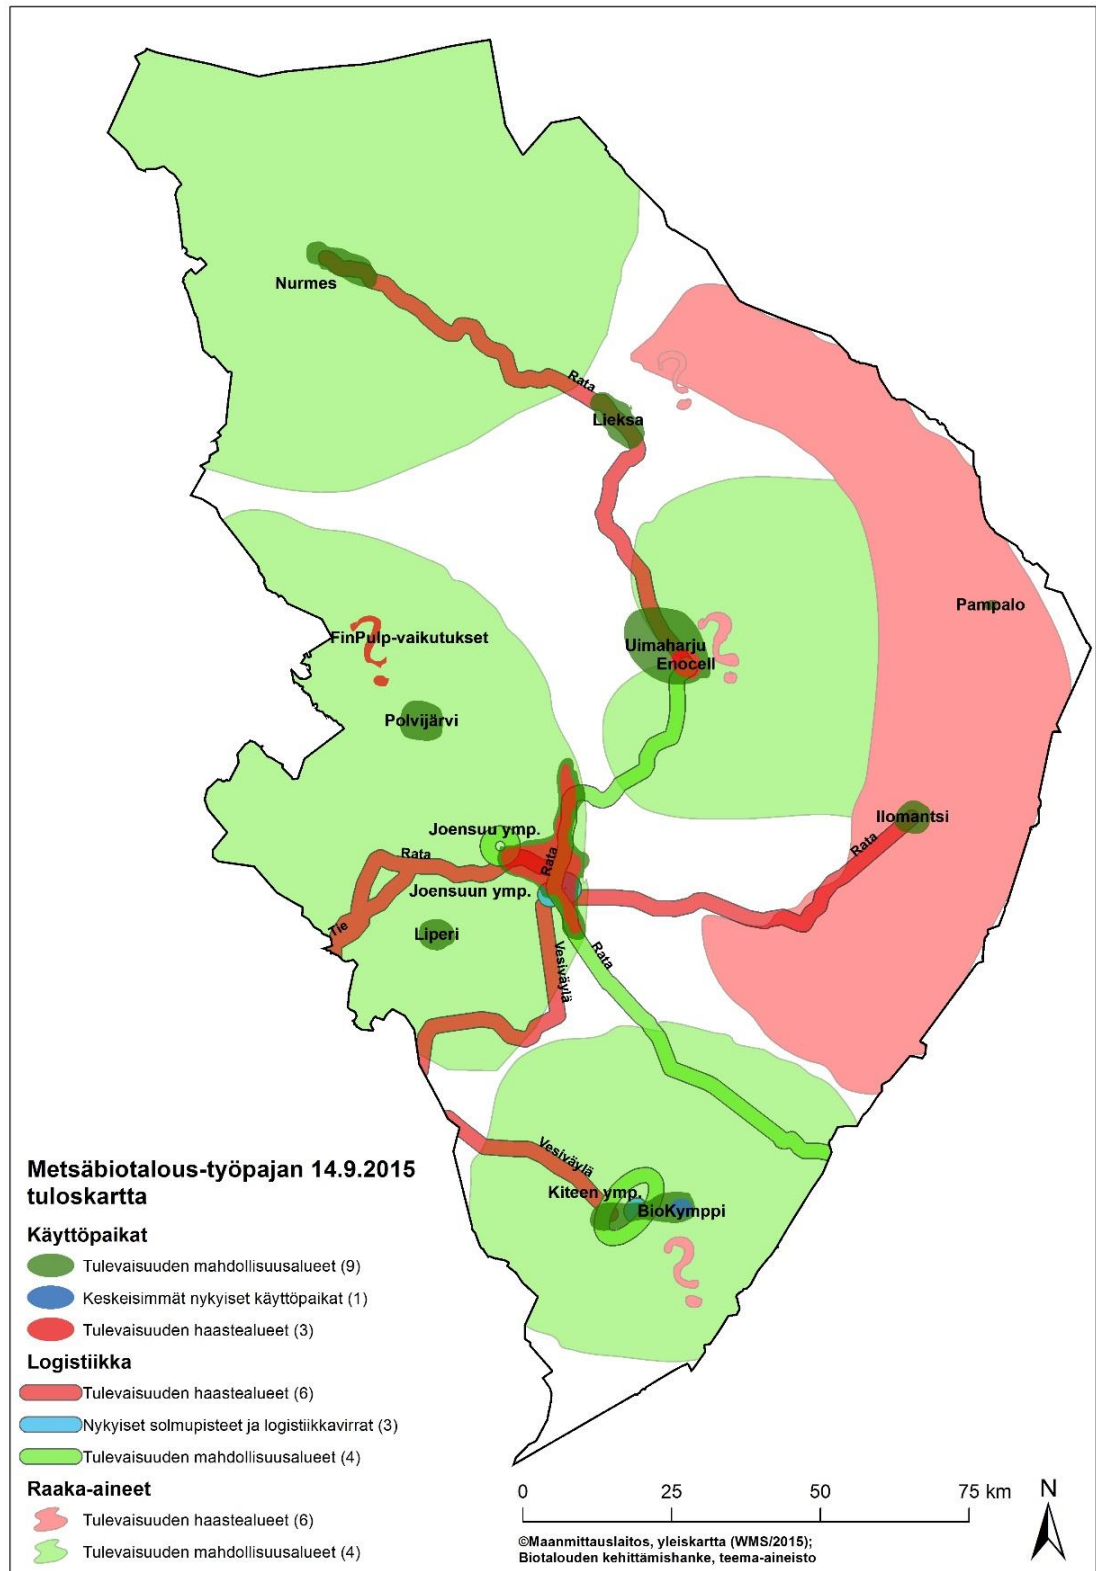 Nurmes
Rata
Lieksa
?
Pampalo
FinPulp-vaikutukset
?
Uimaharju
Enocell
?
Polvijärvi
Ilomantsi
Joensuu ymp.
Rata
Rata
Rata
Joensuun ymp.
Tie
Liperi
Vesiväylä
Rata
Vesiväylä
Kiteen ymp.
BioKymppi
?
Metsäbiotalous-työpajan 14.9.2015
tuloskartta
Käyttöpaikat
Tulevaisuuden mahdollisuusalueet (9)
Keskeisimmät nykyiset käyttöpaikat (1)
Tulevaisuuden haastealueet (3)
Logistiikka
Tulevaisuuden haastealueet (6)
Nykyiset solmupisteet ja logistiikkavirrat (3)
Tulevaisuuden mahdollisuusalueet (4)
Raaka-aineet
Tulevaisuuden haastealueet (6)
Tulevaisuuden mahdollisuusalueet (4)
0 25 50 75 km
N
©Maanmittauslaitos, yleiskartta (WMS/2015);
Biotalouden kehittämishanke, teema-aineisto